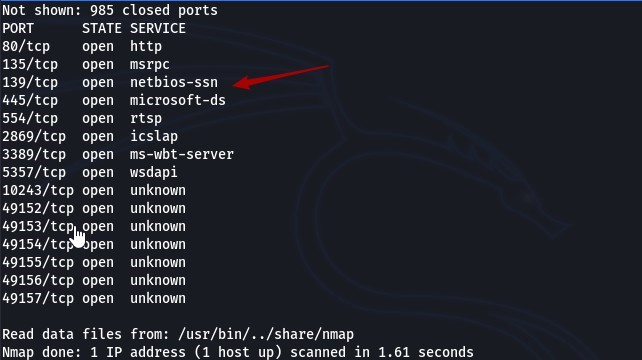 Not shown: 985 closed ports
PORT      STATE SERVICE
80/tcp    open  http
135/tcp   open  msrpc
139/tcp   open  netbios-ssn
445/tcp   open  microsoft-ds
554/tcp   open  rtsp
2869/tcp  open  icslap
3389/tcp  open  ms-wbt-server
5357/tcp  open  wsdapi
10243/tcp open  unknown
49152/tcp open  unknown
49153/tcp open  unknown
49154/tcp open  unknown
49155/tcp open  unknown
49156/tcp open  unknown
49157/tcp open  unknown
Read data files from: /usr/bin/../share/nmap
Nmap done: 1 IP address (1 host up) scanned in 1.61 seconds